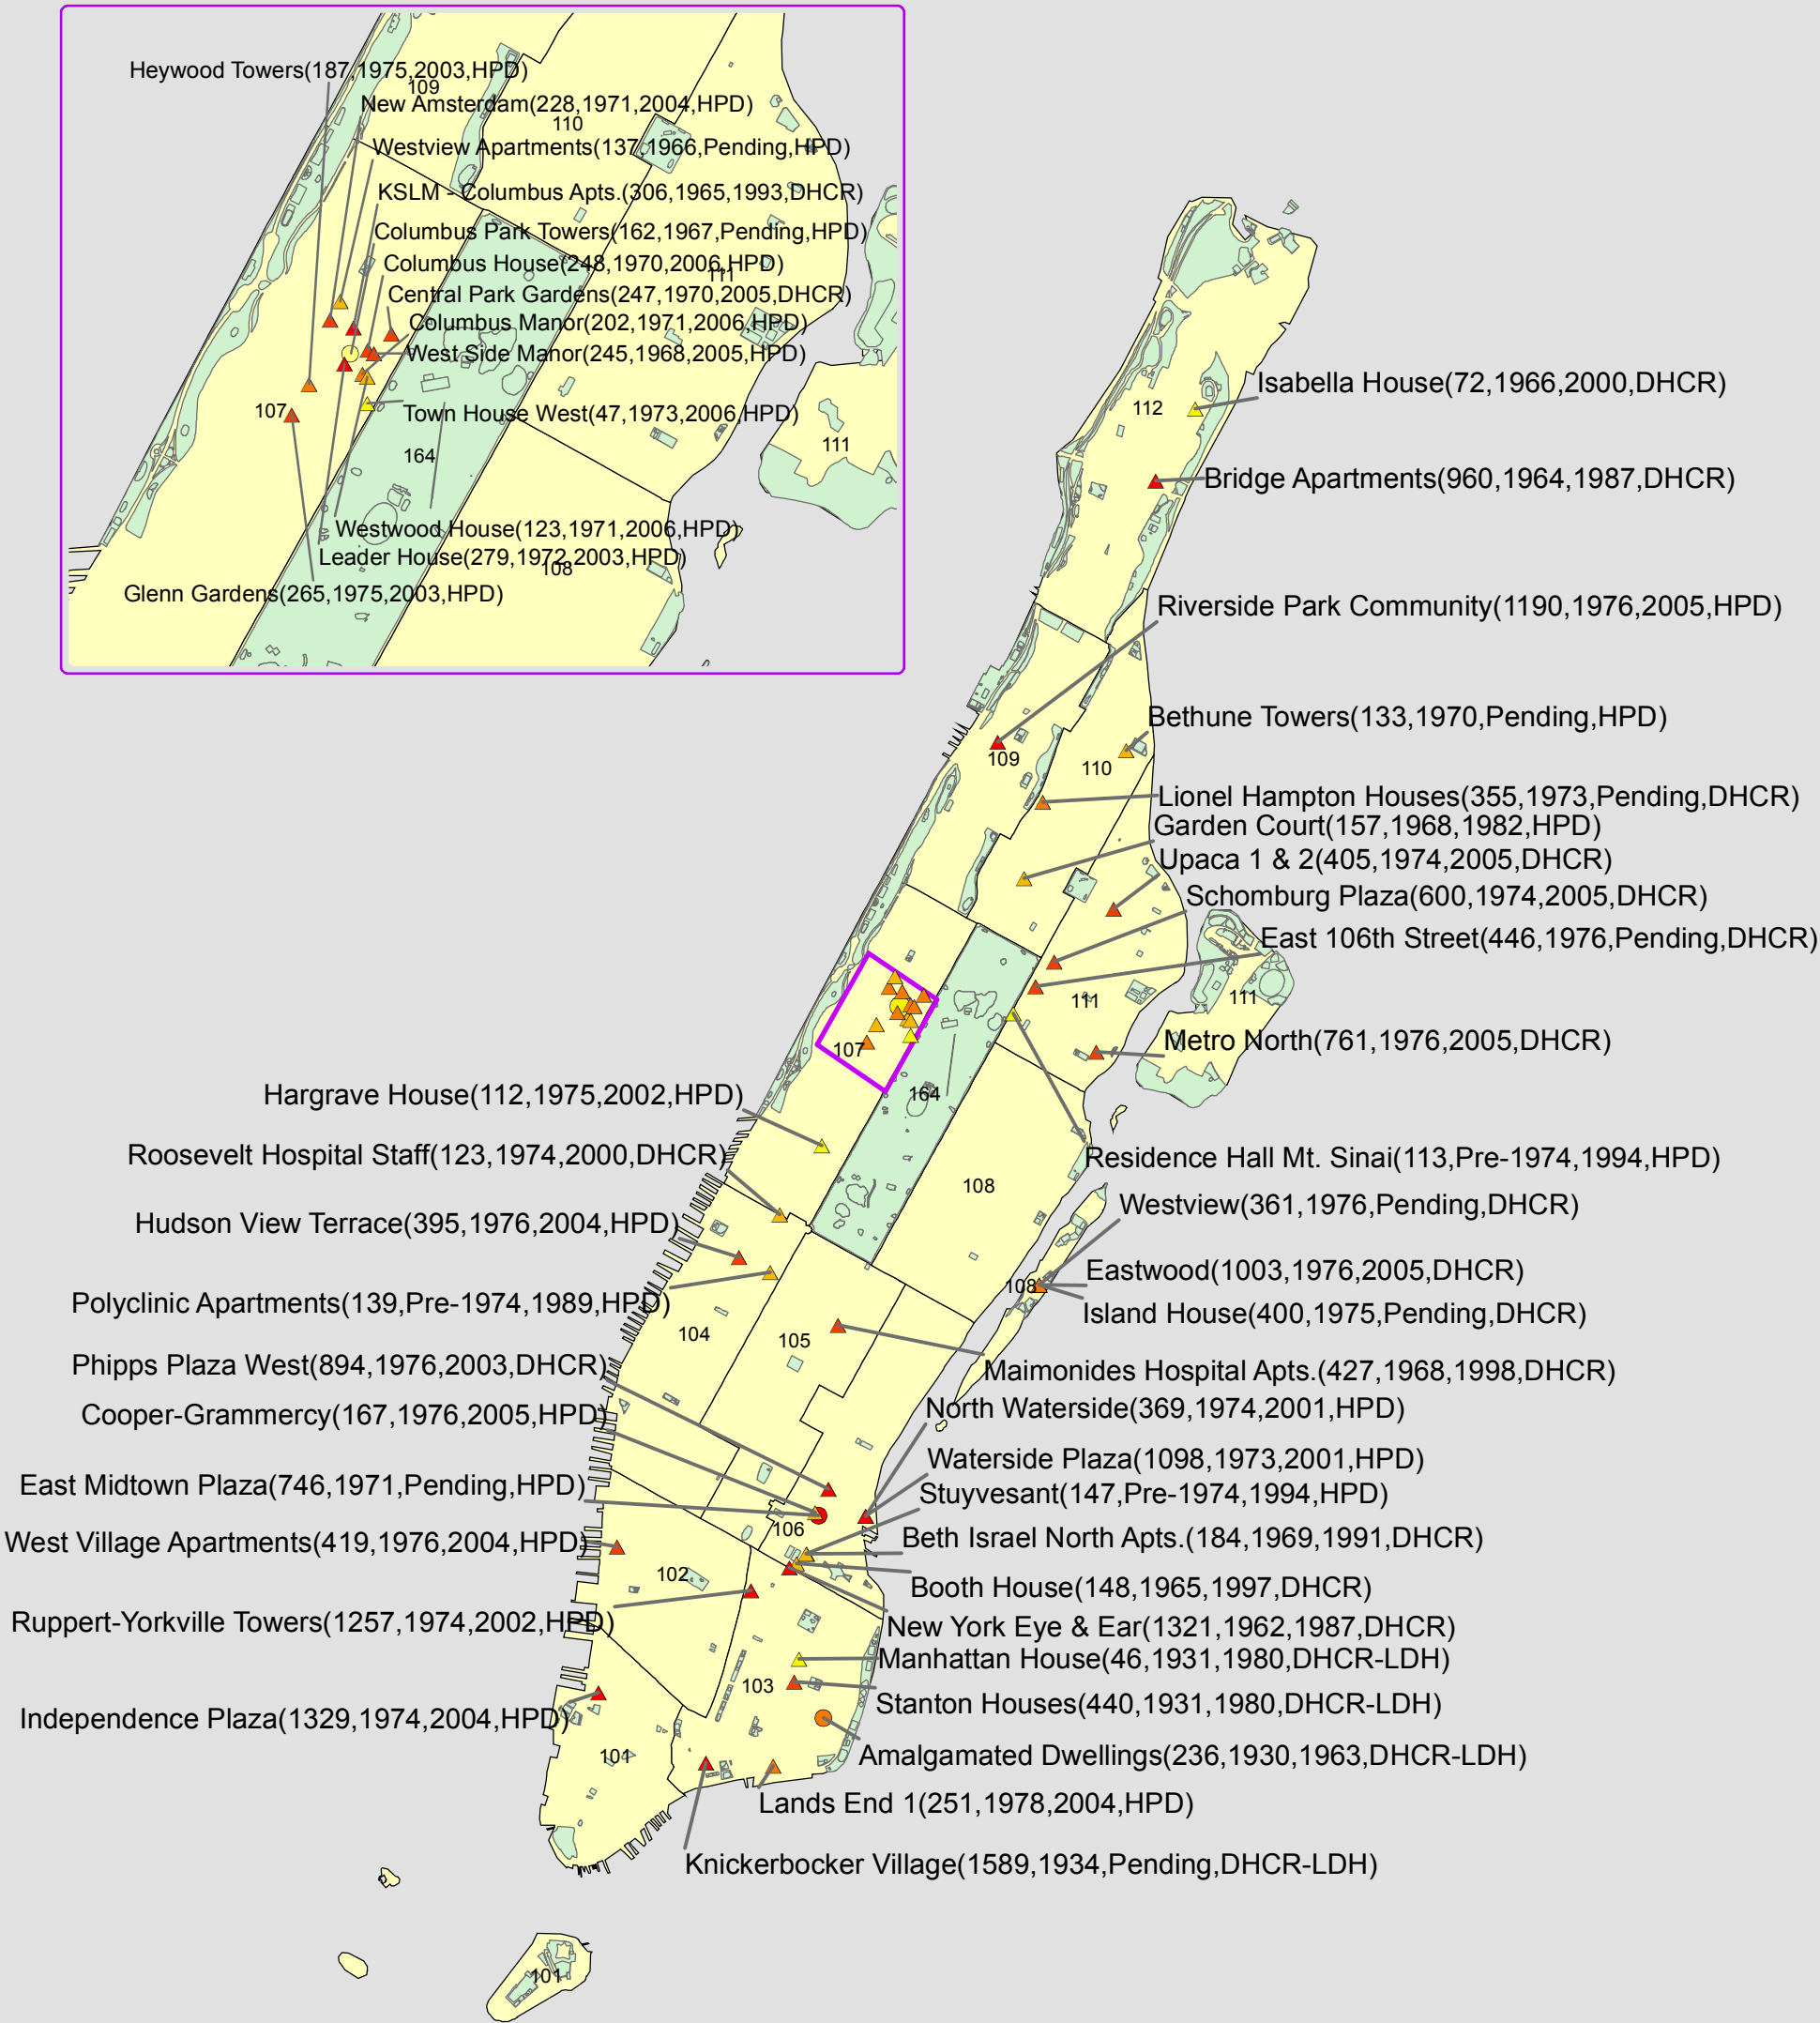 Heywood Towers(187,1975,2003,HPD)
109
New Amsterdam(228,1971,2004,HPD)
110
Westview Apartments(137,1966,Pending,HPD)
KSLM - Columbus Apts.(306,1965,1993,DHCR)
Columbus Park Towers(162,1967,Pending,HPD)
Columbus House(248,1970,2006,HPD)
111
Central Park Gardens(247,1970,2005,DHCR)
Columbus Manor(202,1971,2006,HPD)
West Side Manor(245,1968,2005,HPD)
107
Town House West(47,1973,2006,HPD)
111
164
Westwood House(123,1971,2006,HPD)
Leader House(279,1972,2003,HPD)
108
Glenn Gardens(265,1975,2003,HPD)
Isabella House(72,1966,2000,DHCR)
112
Bridge Apartments(960,1964,1987,DHCR)
Riverside Park Community(1190,1976,2005,HPD)
Bethune Towers(133,1970,Pending,HPD)
109
110
Lionel Hampton Houses(355,1973,Pending,DHCR)
Garden Court(157,1968,1982,HPD)
Upaca 1 & 2(405,1974,2005,DHCR)
Schomburg Plaza(600,1974,2005,DHCR)
East 106th Street(446,1976,Pending,DHCR)
111
111
Metro North(761,1976,2005,DHCR)
107
164
Hargrave House(112,1975,2002,HPD)
Roosevelt Hospital Staff(123,1974,2000,DHCR)
Residence Hall Mt. Sinai(113,Pre-1974,1994,HPD)
108
Westview(361,1976,Pending,DHCR)
Hudson View Terrace(395,1976,2004,HPD)
Eastwood(1003,1976,2005,DHCR)
108
Polyclinic Apartments(139,Pre-1974,1989,HPD)
Island House(400,1975,Pending,DHCR)
104
105
Phipps Plaza West(894,1976,2003,DHCR)
Maimonides Hospital Apts.(427,1968,1998,DHCR)
Cooper-Grammercy(167,1976,2005,HPD)
North Waterside(369,1974,2001,HPD)
Waterside Plaza(1098,1973,2001,HPD)
East Midtown Plaza(746,1971,Pending,HPD)
Stuyvesant(147,Pre-1974,1994,HPD)
106
West Village Apartments(419,1976,2004,HPD)
Beth Israel North Apts.(184,1969,1991,DHCR)
102
Booth House(148,1965,1997,DHCR)
Ruppert-Yorkville Towers(1257,1974,2002,HPD)
New York Eye & Ear(1321,1962,1987,DHCR)
Manhattan House(46,1931,1980,DHCR-LDH)
103
Stanton Houses(440,1931,1980,DHCR-LDH)
Independence Plaza(1329,1974,2004,HPD)
101
Amalgamated Dwellings(236,1930,1963,DHCR-LDH)
Lands End 1(251,1978,2004,HPD)
Knickerbocker Village(1589,1934,Pending,DHCR-LDH)
101